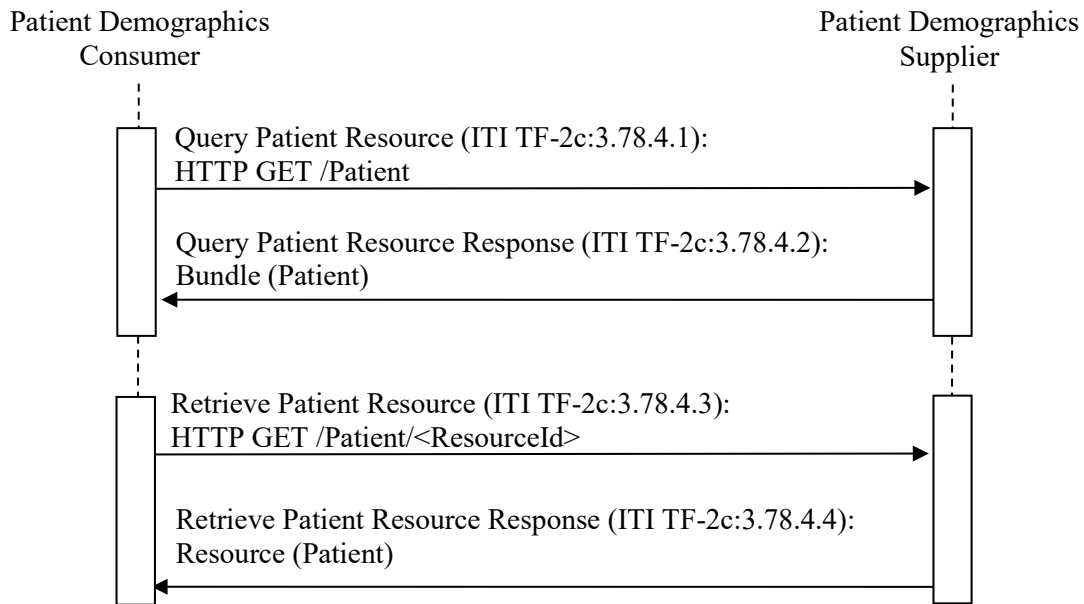 Patient Demographics
Consumer
Patient Demographics
Supplier
Query Patient Resource (ITI TF-2c:3.78.4.1):
HTTP GET /Patient
Query Patient Resource Response (ITI TF-2c:3.78.4.2):
Bundle (Patient)
Retrieve Patient Resource (ITI TF-2c:3.78.4.3):
HTTP GET /Patient/<ResourceId>
Retrieve Patient Resource Response (ITI TF-2c:3.78.4.4):
Resource (Patient)